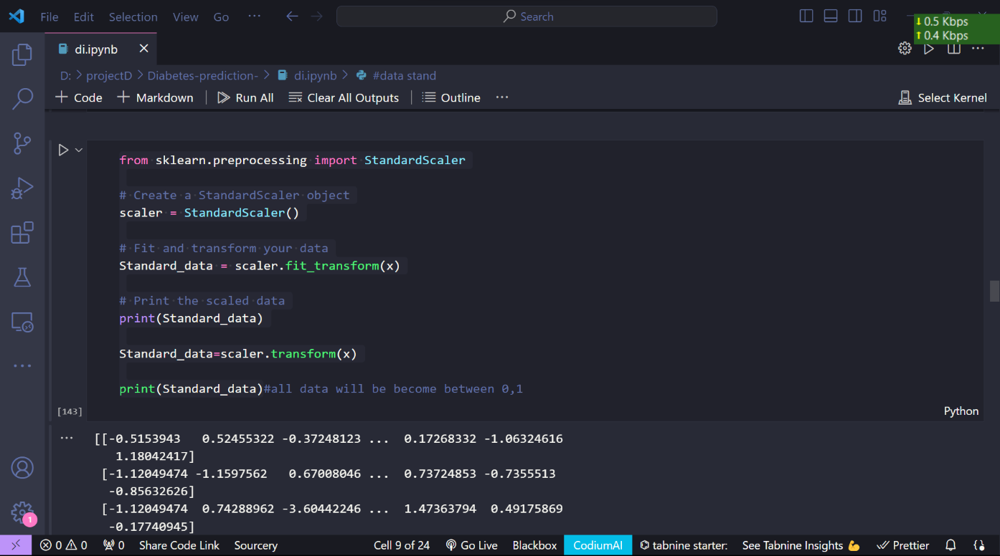 File Edit Selection View Go ··· Search
↓ 0.5 Kbps
↑ 0.4 Kbps
di.ipynb
D: > projectD > Diabetes-prediction- > di.ipynb > #data stand
+ Code + Markdown Run All Clear All Outputs Outline ··· Select Kernel
from sklearn.preprocessing import StandardScaler
# Create a StandardScaler object
scaler = StandardScaler()
# Fit and transform your data
Standard_data = scaler.fit_transform(x)
# Print the scaled data
print(Standard_data)
Standard_data=scaler.transform(x)
print(Standard_data)#all data will be become between 0,1
[143] Python
[[-0.5153943 0.52455322 -0.37248123 ... 0.17268332 -1.06324616
1.18042417]
[-1.12049474 -1.1597562 0.67008046 ... 0.73724853 -0.7355513
-0.85632626]
[-1.12049474 0.74288962 -3.60442246 ... 1.47363794 0.49175869
-0.17740945]
1
0 0 0 Share Code Link Sourcery Cell 9 of 24 Go Live Blackbox CodiumAI tabnine starter: See Tabnine Insights 💪 Prettier